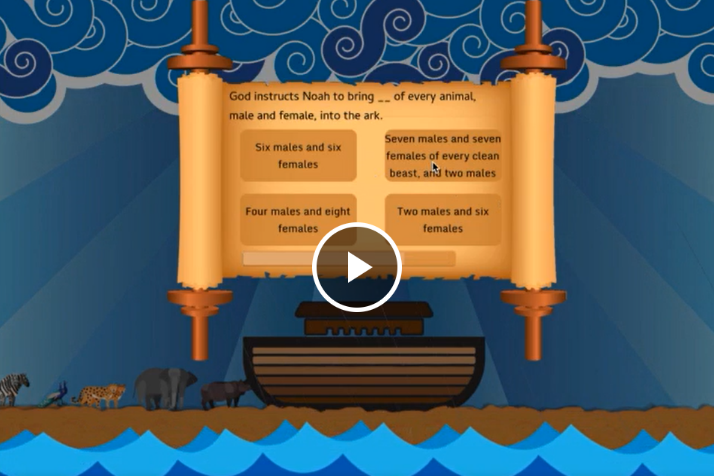 God instructs Noah to bring __ of every animal,
male and female, into the ark.
Six males and six
females
Seven males and seven
females of every clean
beast, and two males
Four males and eight
females
Two males and six
females